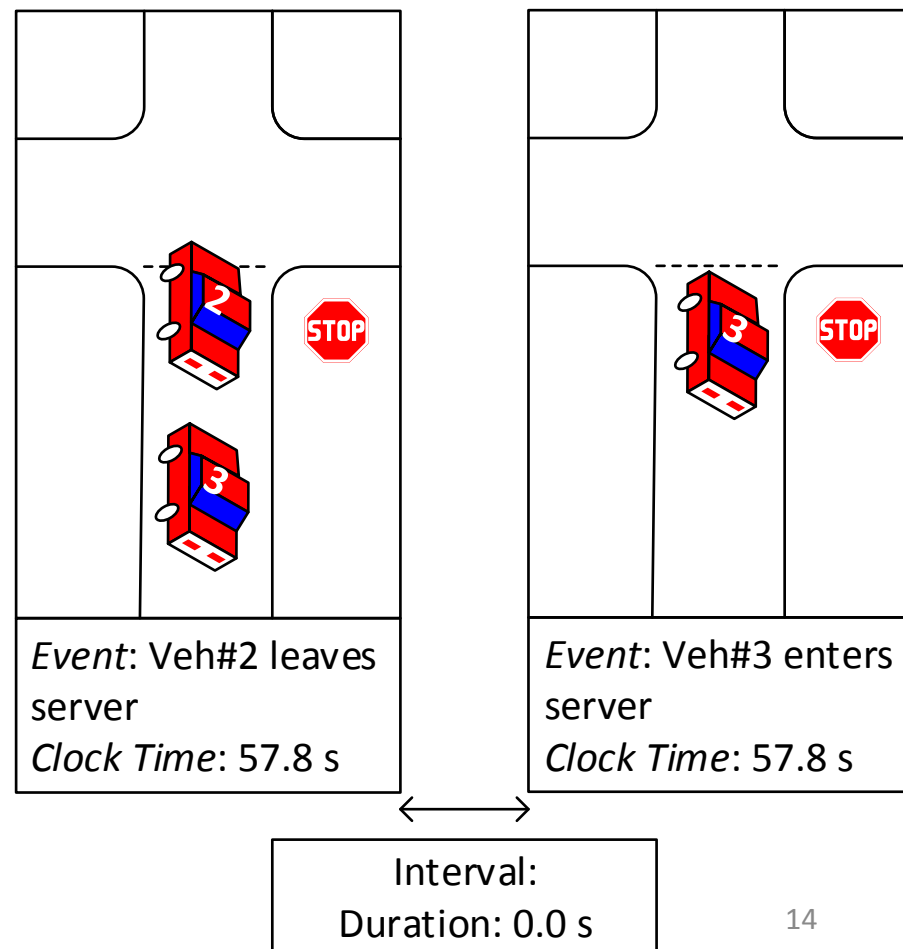 2
STOP
3
Event: Veh#2 leaves
server
Clock Time: 57.8 s
3
STOP
Event: Veh#3 enters
server
Clock Time: 57.8 s
Interval:
Duration: 0.0 s
14